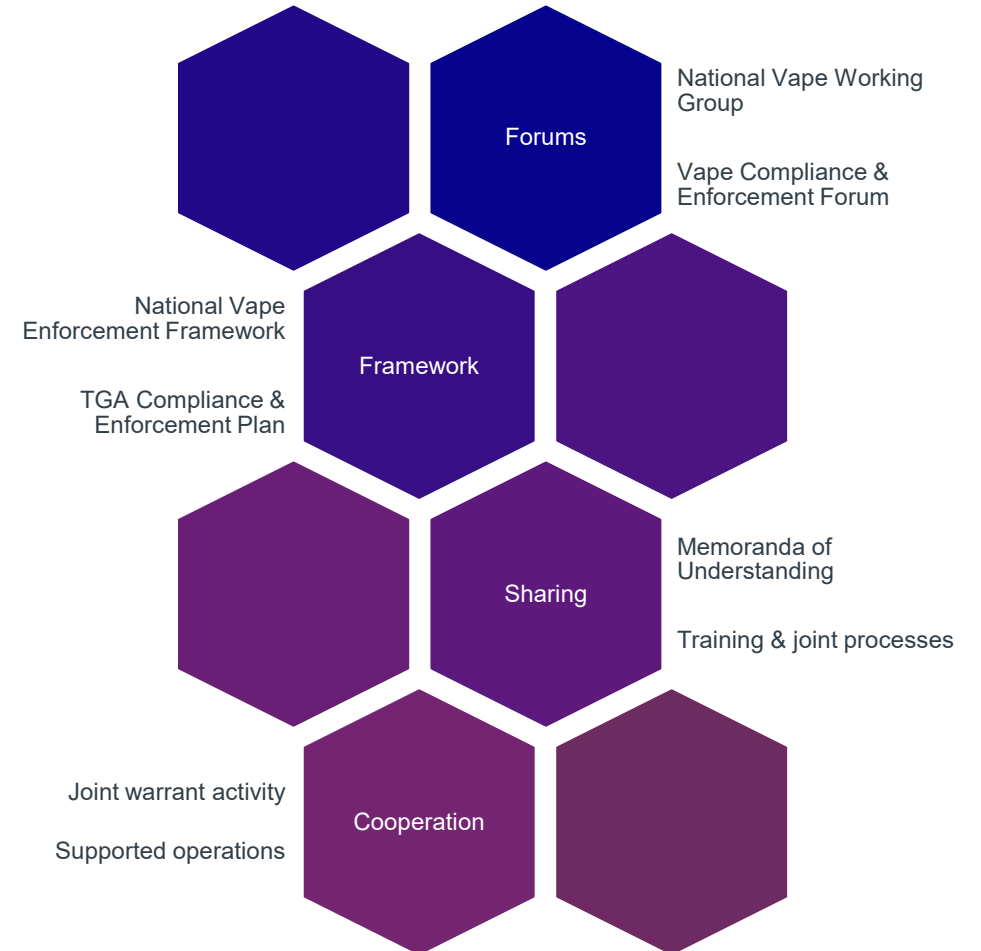 Forums
National Vape Working
Group
Vape Compliance &
Enforcement Forum
National Vape
Enforcement Framework
TGA Compliance &
Enforcement Plan
Framework
Sharing
Memoranda of
Understanding
Training & joint processes
Joint warrant activity
Supported operations
Cooperation